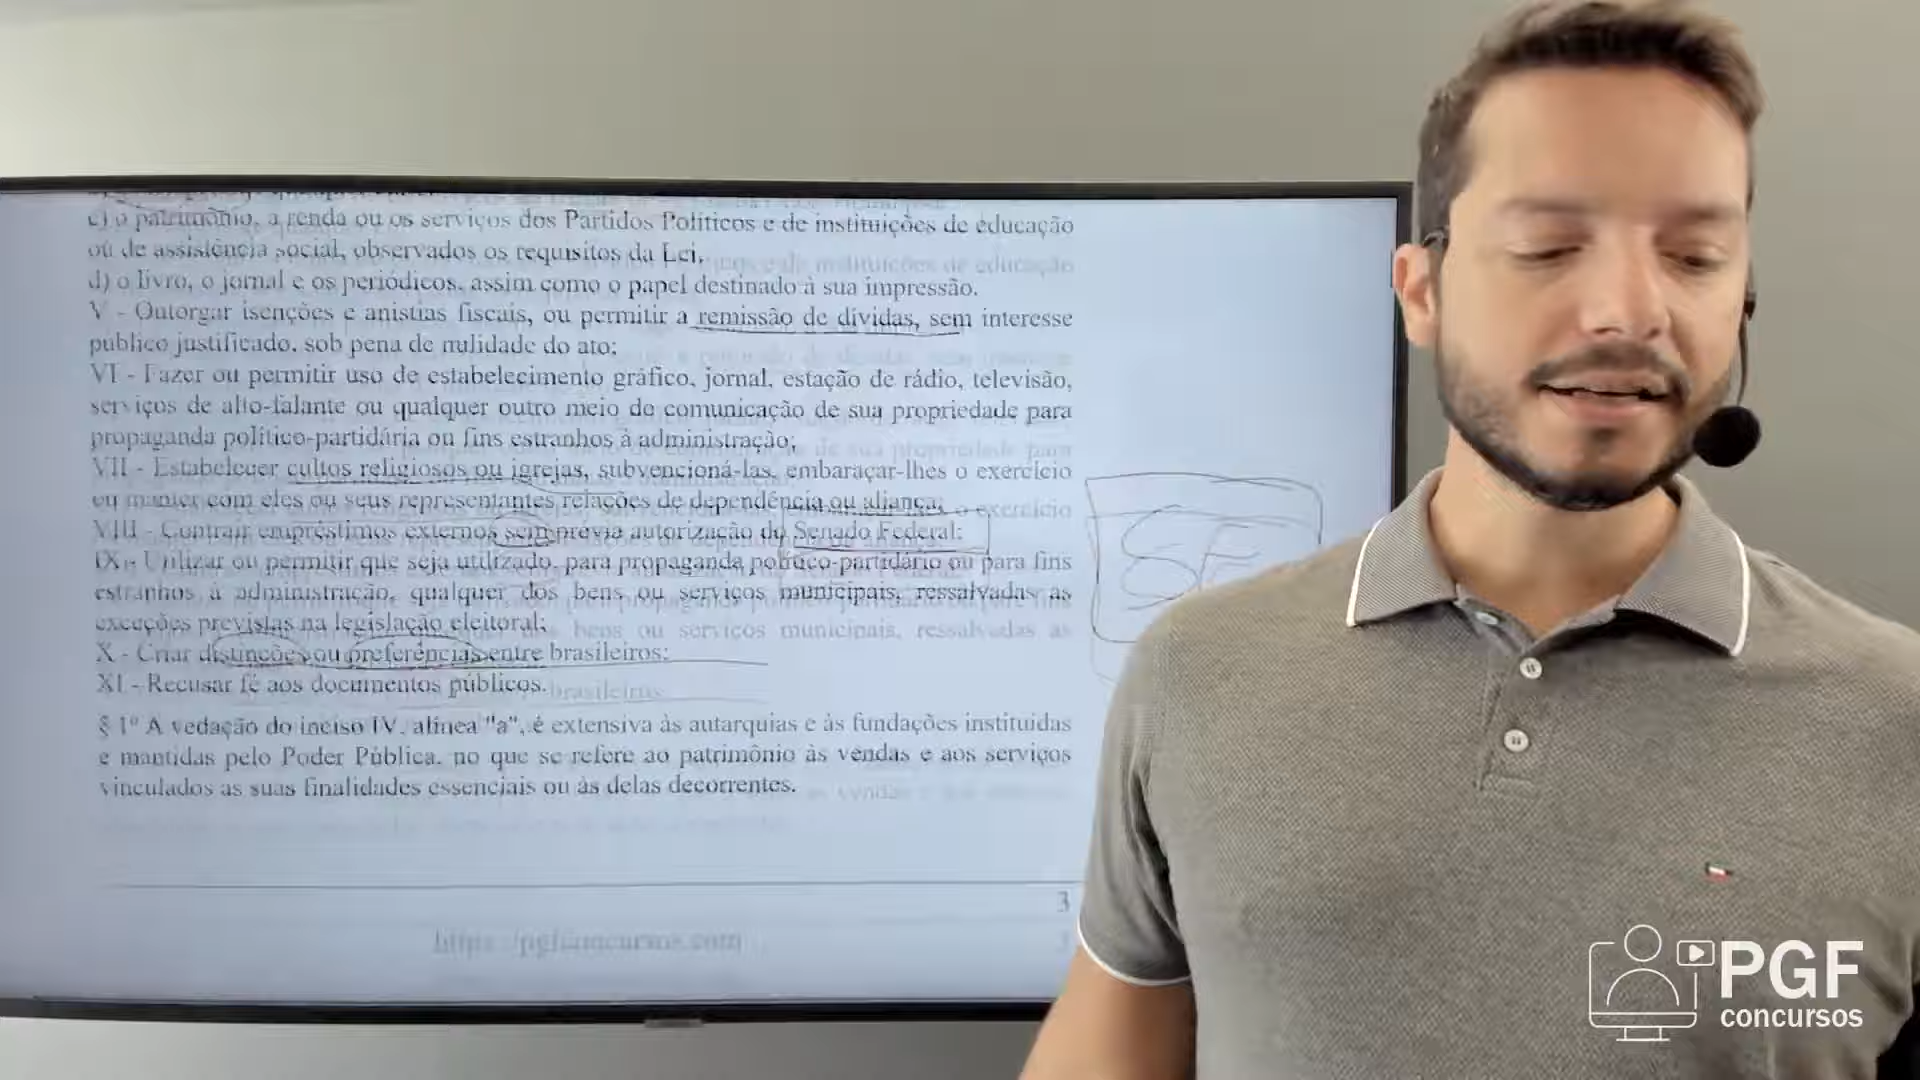 c) o patrimônio, a renda ou os serviços dos Partidos Políticos e de instituições de educação
ou de assistência social, observados os requisitos da Lei,
d) o livro, o jornal e os periódicos, assim como o papel destinado à sua impressão.
V - Outorgar isenções e anistias fiscais, ou permitir a remissão de dívidas, sem interesse
público justificado, sob pena de nulidade do ato;
VI - Fazer ou permitir uso de estabelecimento gráfico, jornal, estação de rádio, televisão,
serviços de alto-falante ou qualquer outro meio de comunicação de sua propriedade para
propaganda político-partidária ou fins estranhos à administração;
VII - Estabelecer cultos religiosos ou igrejas, subvencioná-las, embaraçar-lhes o exercício
ou manter com eles ou seus representantes relações de dependência ou aliança;
VIII - Contrair empréstimos externos sem prévia autorização do Senado Federal;
IX - Utilizar ou permitir que seja utilizado, para propaganda político-partidário ou para fins
estranhos à administração, qualquer dos bens ou serviços municipais, ressalvadas as
exceções previstas na legislação eleitoral;
X - Criar distinções ou preferências entre brasileiros;
XI - Recusar fé aos documentos públicos.
§ 1º A vedação do inciso IV, alínea "a", é extensiva às autarquias e às fundações instituídas
e mantidas pelo Poder Pública, no que se refere ao patrimônio às vendas e aos serviços
vinculados as suas finalidades essenciais ou às delas decorrentes.
3
https://pgfconcursos.com
SF
PGF
concursos